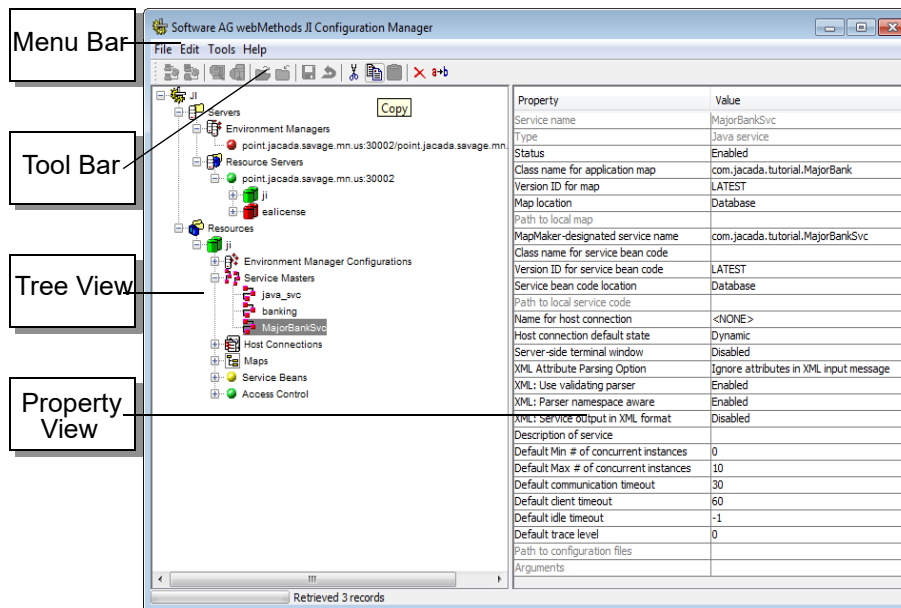 Software AG webMethods JI Configuration Manager
Menu Bar
File Edit Tools Help
a→b
Copy
Tool Bar
Tree View
Property
View
JI
Servers
Environment Managers
point.jacada.savage.mn.us:30002/point.jacada.savage.mn.
Resource Servers
point.jacada.savage.mn.us:30002
ji
ealicense
Resources
ji
Environment Manager Configurations
Service Masters
java_svc
banking
MajorBankSvc
Host Connections
Maps
Service Beans
Access Control
Property Value
Service name MajorBankSvc
Type Java service
Status Enabled
Class name for application map com.jacada.tutorial.MajorBank
Version ID for map LATEST
Map location Database
Path to local map
MapMaker-designated service name com.jacada.tutorial.MajorBankSvc
Class name for service bean code
Version ID for service bean code LATEST
Service bean code location Database
Path to local service code
Name for host connection <NONE>
Host connection default state Dynamic
Server-side terminal window Disabled
XML Attribute Parsing Option Ignore attributes in XML input message
XML: Use validating parser Enabled
XML: Parser namespace aware Enabled
XML: Service output in XML format Disabled
Description of service
Default Min # of concurrent instances 0
Default Max # of concurrent instances 10
Default communication timeout 30
Default client timeout 60
Default idle timeout -1
Default trace level 0
Path to configuration files
Arguments
Retrieved 3 records